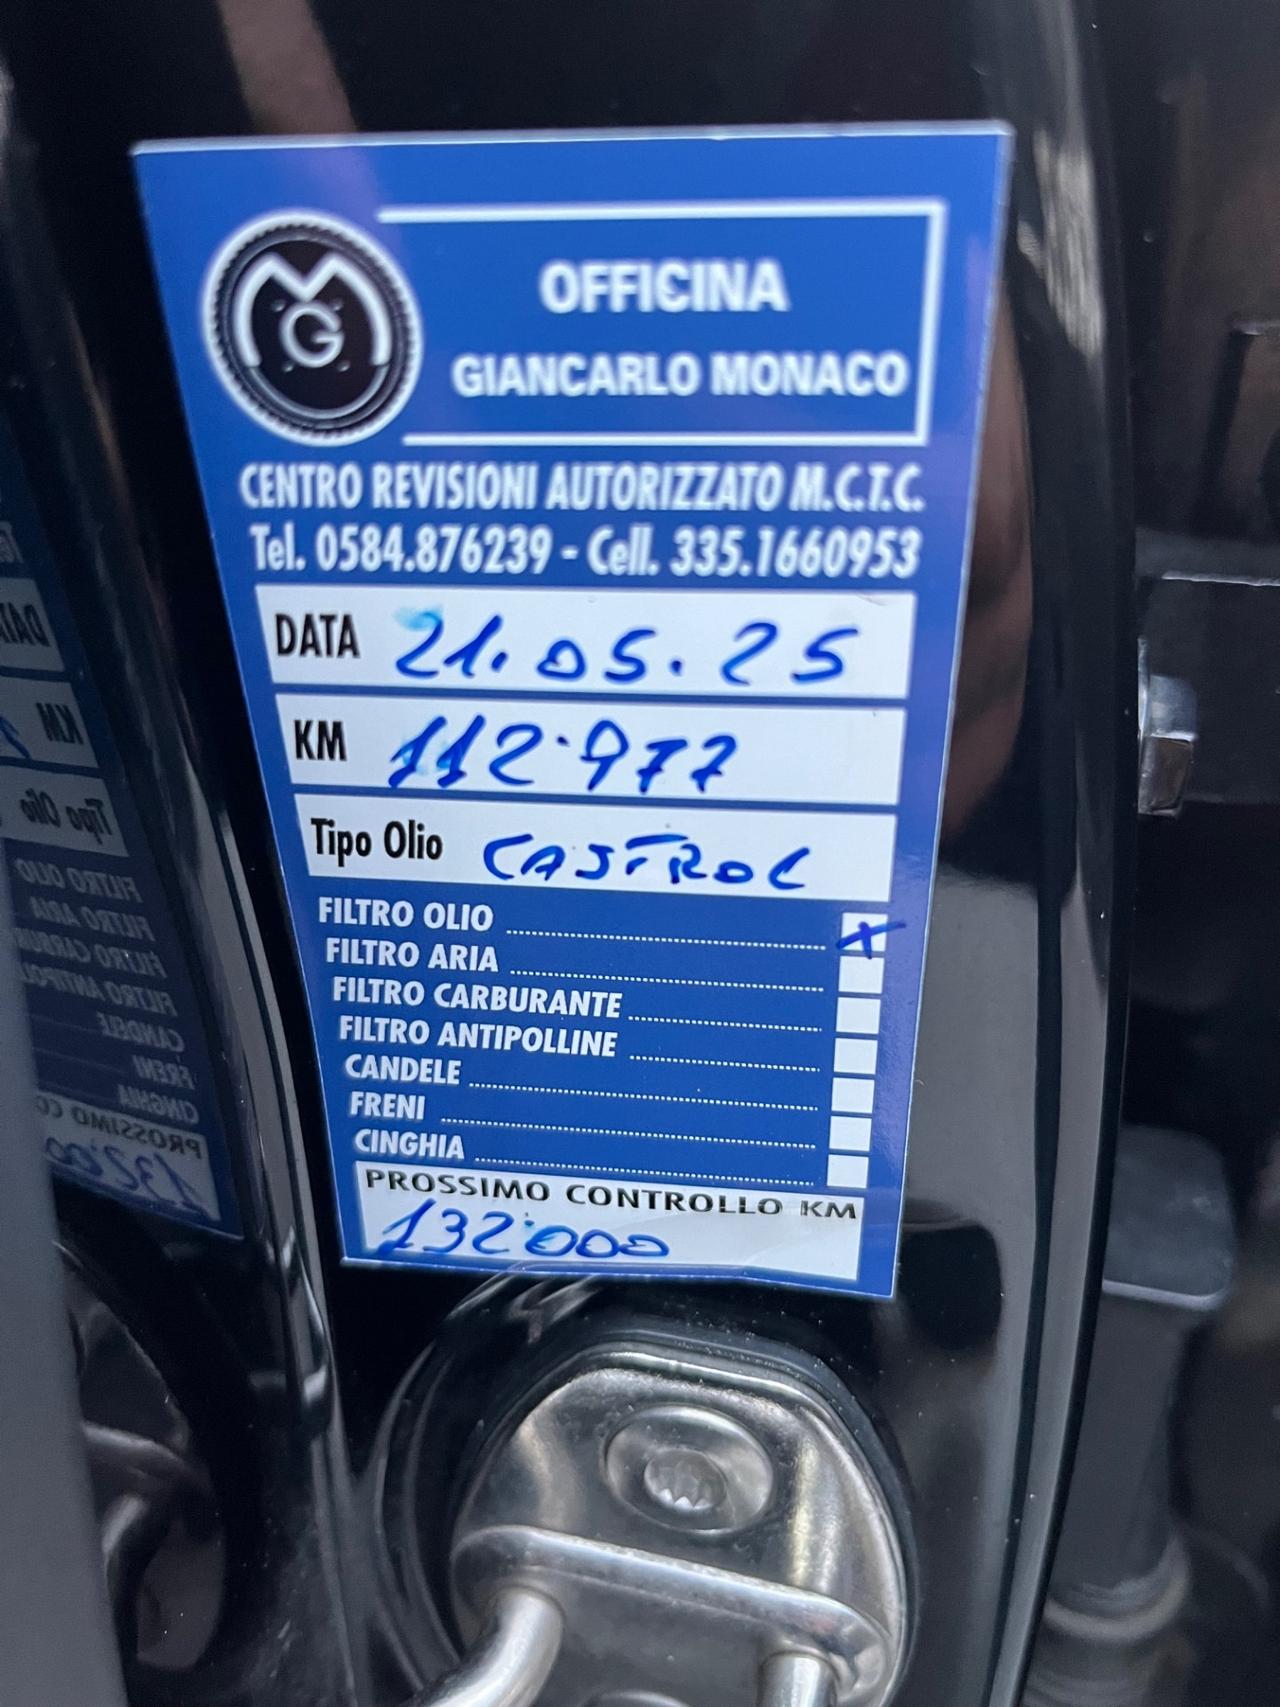 MG
OFFICINA
GIANCARLO MONACO
CENTRO REVISIONI AUTORIZZATO M.C.T.C.
Tel. 0584.876239 - Cell. 335.1660953
DATA 21.05.25
KM 112.977
Tipo Olio CASTROL
FILTRO OLIO X
FILTRO ARIA
FILTRO CARBURANTE
FILTRO ANTIPOLLINE
CANDELE
FRENI
CINGHIA
PROSSIMO CONTROLLO KM
132.000